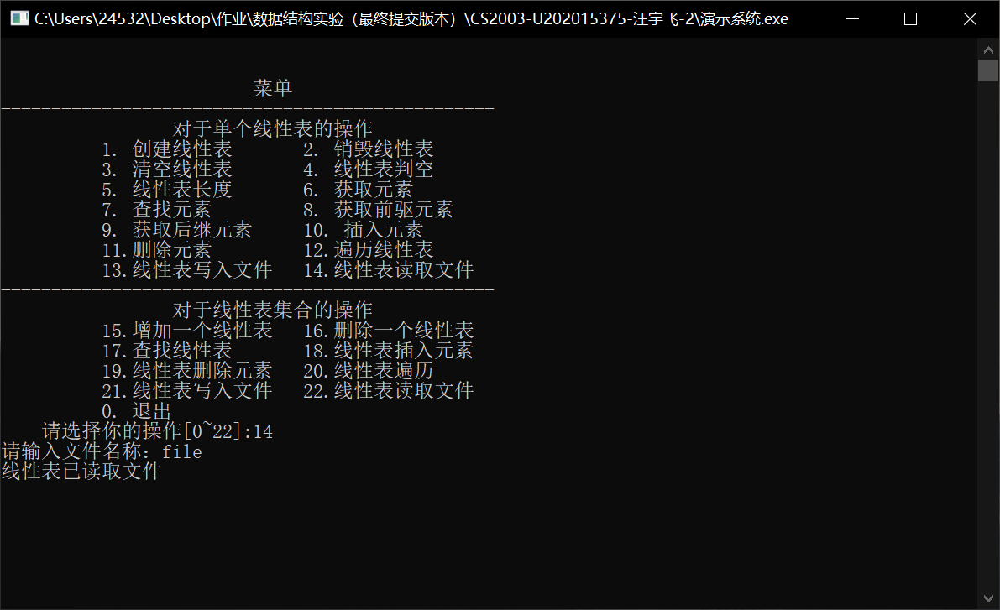 C:\Users\24532\Desktop\作业\数据结构实验（最终提交版本）\CS2003-U202015375-汪宇飞-2\演示系统.exe
菜单
-------------------------------------------------
对于单个线性表的操作
1. 创建线性表 2. 销毁线性表
3. 清空线性表 4. 线性表判空
5. 线性表长度 6. 获取元素
7. 查找元素 8. 获取前驱元素
9. 获取后继元素 10. 插入元素
11.删除元素 12.遍历线性表
13.线性表写入文件 14.线性表读取文件
-------------------------------------------------
对于线性表集合的操作
15.增加一个线性表 16.删除一个线性表
17.查找线性表 18.线性表插入元素
19.线性表删除元素 20.线性表遍历
21.线性表写入文件 22.线性表读取文件
0. 退出
请选择你的操作[0~22]:14
请输入文件名称：file
线性表已读取文件